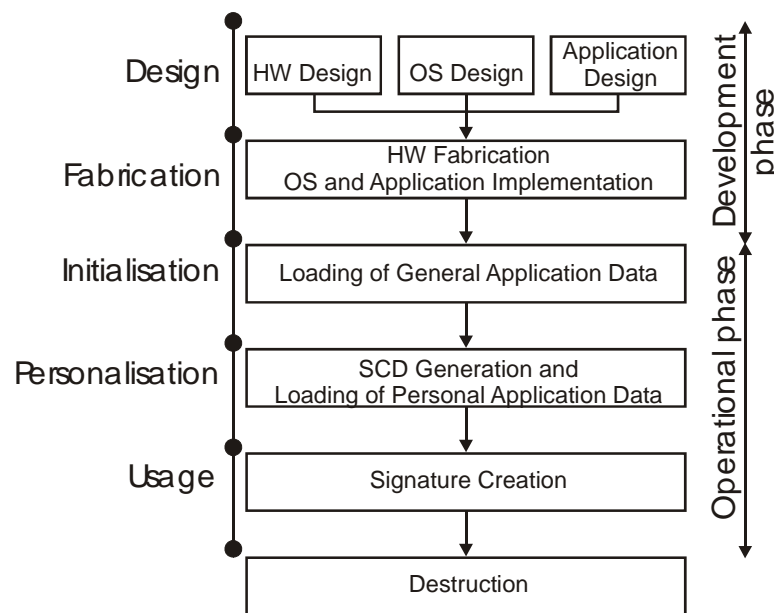 Design
HW Design
OS Design
Application
Design
Fabrication
HW Fabrication
OS and Application Implementation
Development
phase
Initialisation
Loading of General Application Data
Personalisation
SCD Generation and
Loading of Personal Application Data
Usage
Signature Creation
Operational phase
Destruction